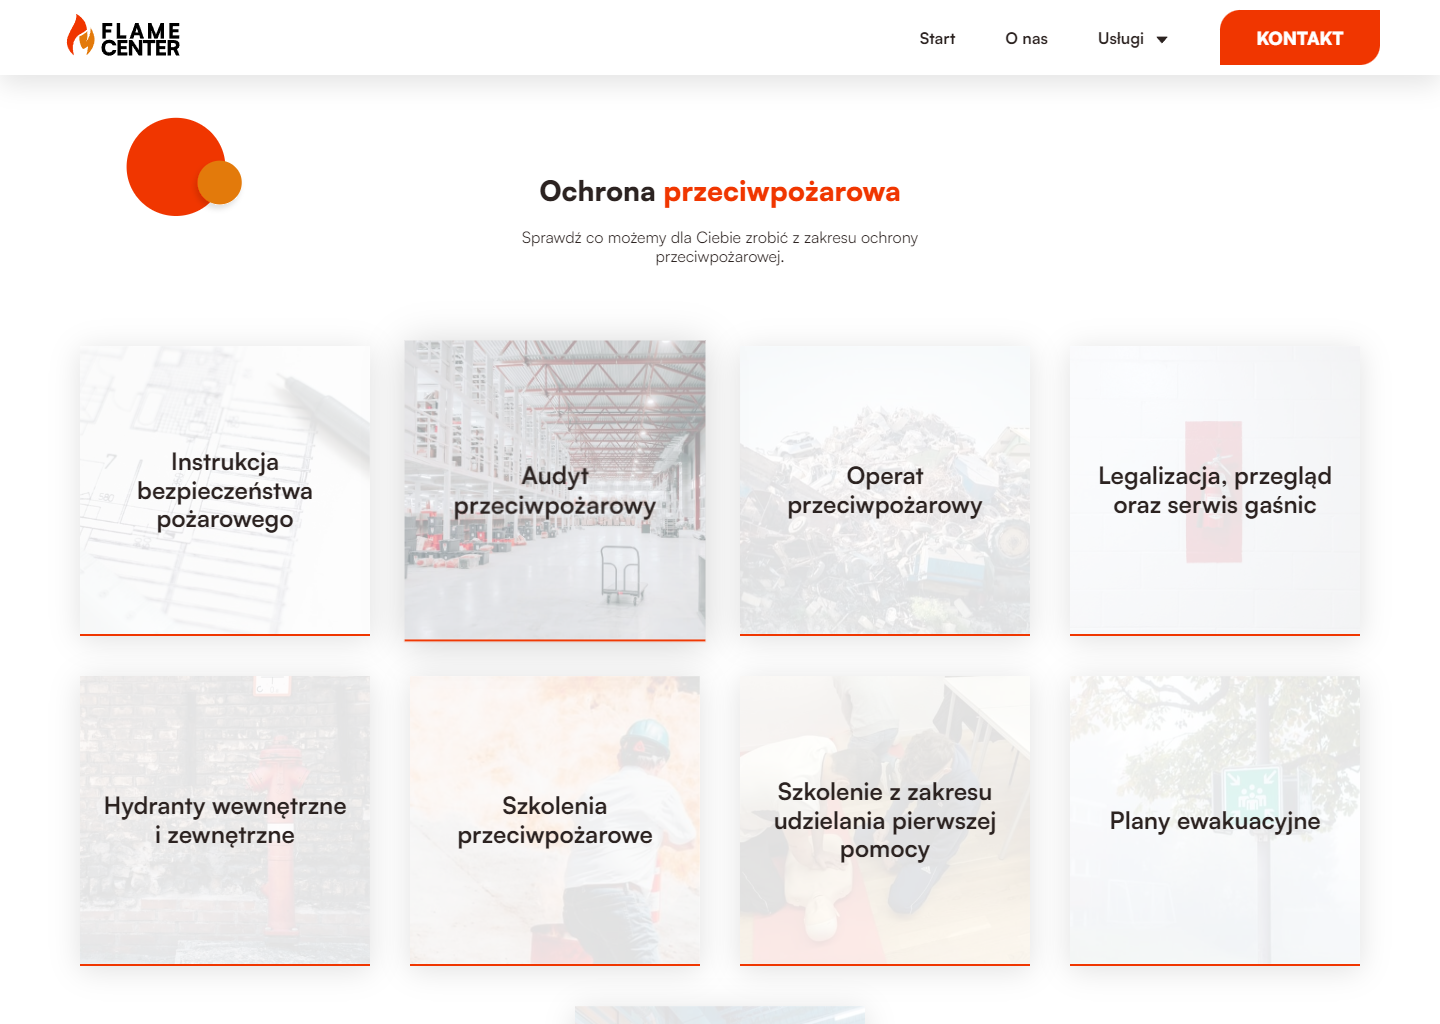 FLAME
CENTER
Start
O nas
Usługi
KONTAKT
Ochrona przeciwpożarowa
Sprawdź co możemy dla Ciebie zrobić z zakresu ochrony
przeciwpożarowej.
Instrukcja
bezpieczeństwa
pożarowego
Audyt
przeciwpożarowy
Operat
przeciwpożarowy
Legalizacja, przegląd
oraz serwis gaśnic
Hydranty wewnętrzne
i zewnętrzne
Szkolenia
przeciwpożarowe
Szkolenie z zakresu
udzielania pierwszej
pomocy
Plany ewakuacyjne